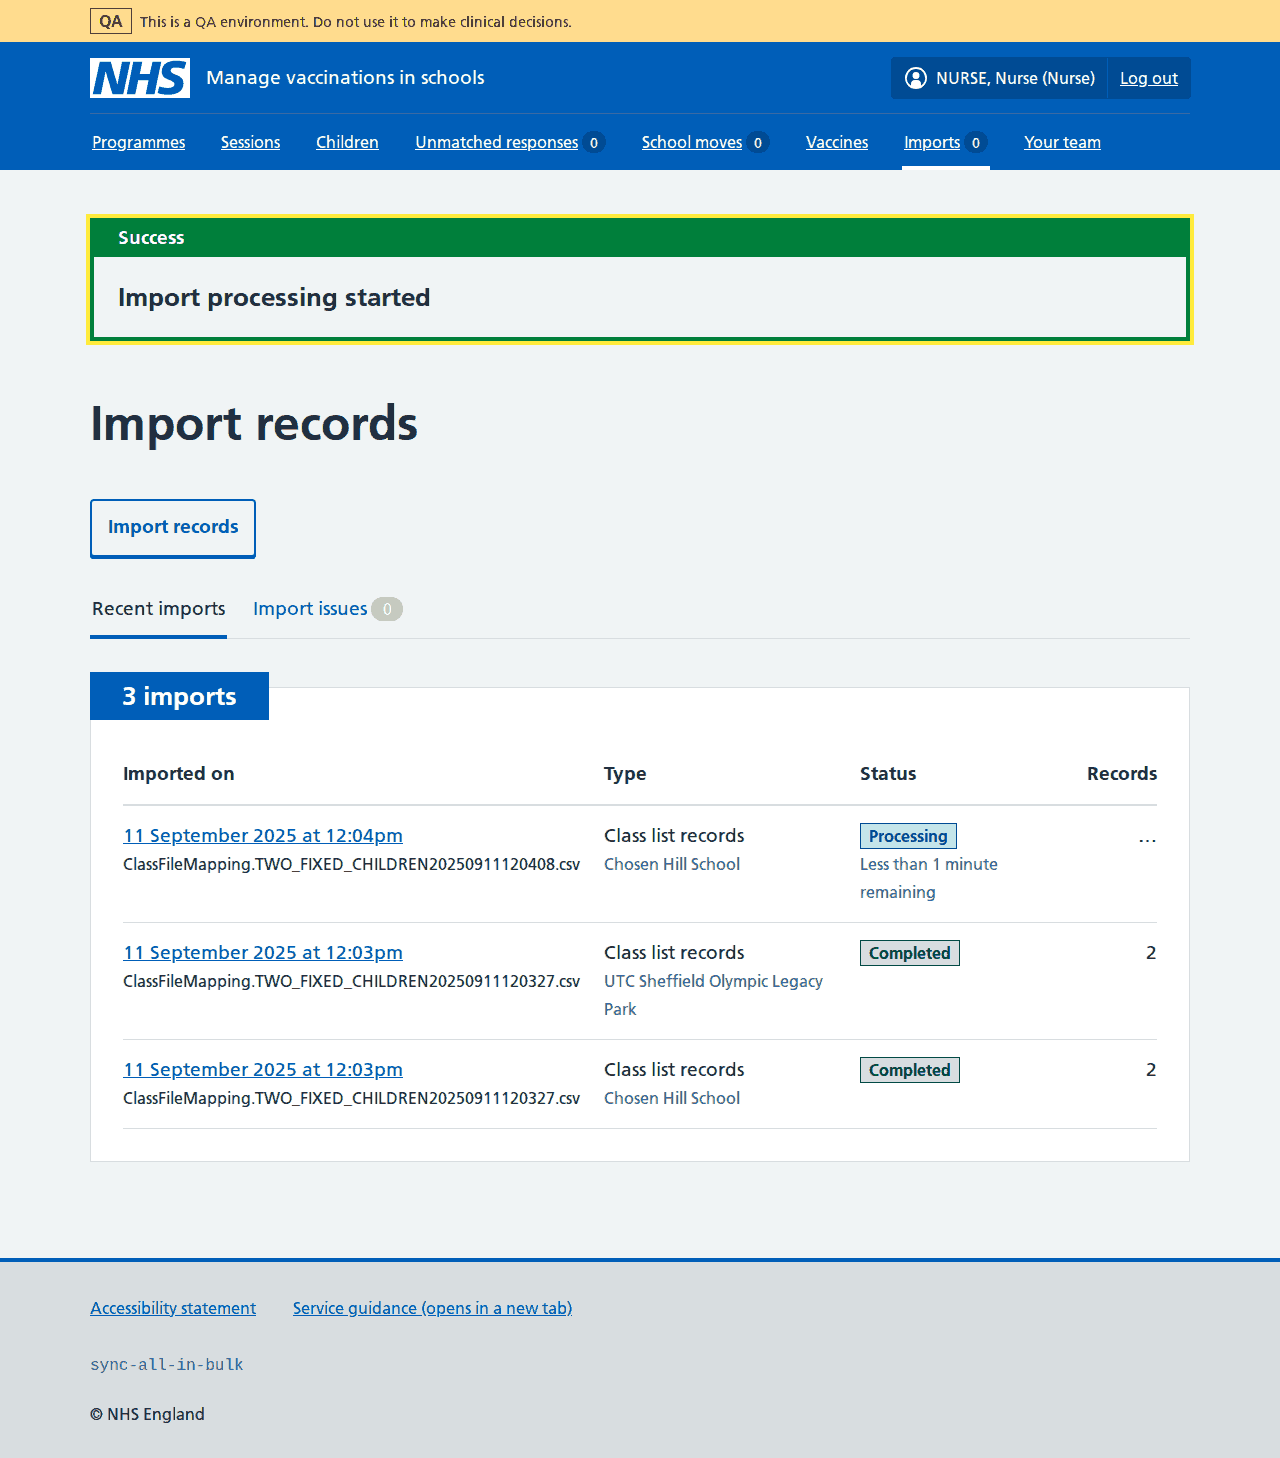 QA This is a QA environment. Do not use it to make clinical decisions.
NHS Manage vaccinations in schools NURSE, Nurse (Nurse) Log out
Programmes Sessions Children Unmatched responses 0 School moves 0 Vaccines Imports 0 Your team
Success
Import processing started
Import records
Import records
Recent imports Import issues 0
3 imports
Imported on Type Status Records
11 September 2025 at 12:04pm Class list records Processing ...
ClassFileMapping.TWO_FIXED_CHILDREN20250911120408.csv Chosen Hill School Less than 1 minute
remaining
11 September 2025 at 12:03pm Class list records Completed 2
ClassFileMapping.TWO_FIXED_CHILDREN20250911120327.csv UTC Sheffield Olympic Legacy
Park
11 September 2025 at 12:03pm Class list records Completed 2
ClassFileMapping.TWO_FIXED_CHILDREN20250911120327.csv Chosen Hill School
Accessibility statement Service guidance (opens in a new tab)
sync-all-in-bulk
© NHS England